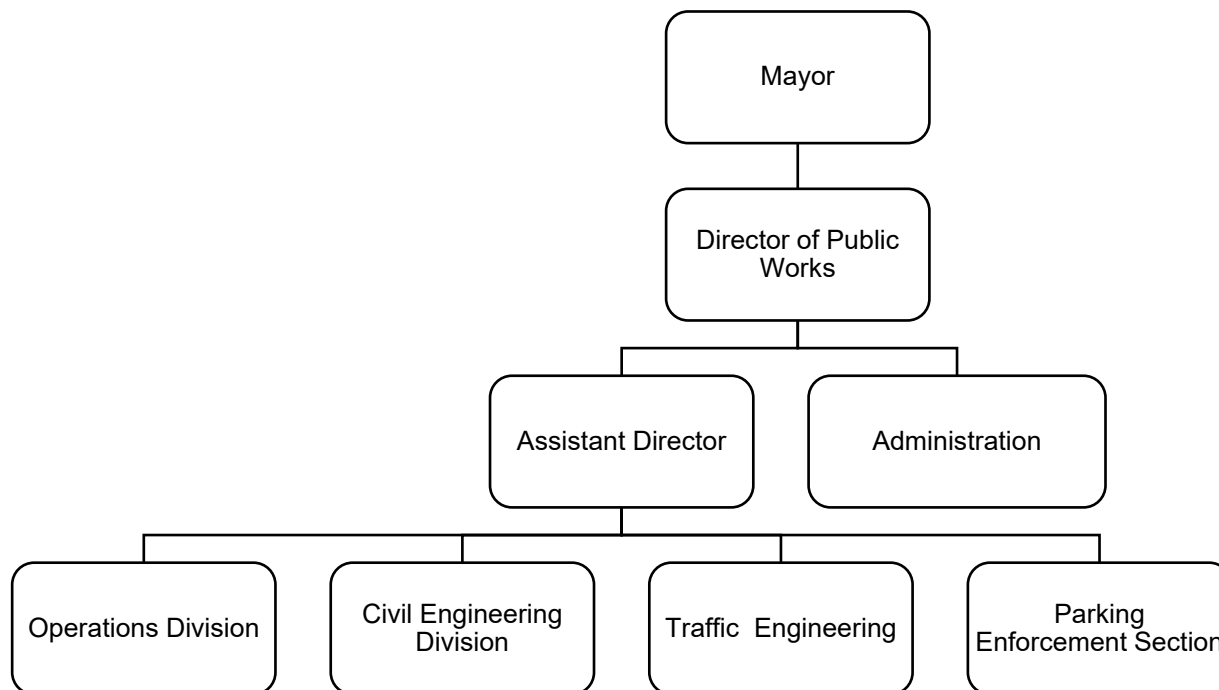 Mayor
Director of Public
Works
Assistant Director
Administration
Operations Division
Civil Engineering
Division
Traffic  Engineering
Parking
Enforcement Section